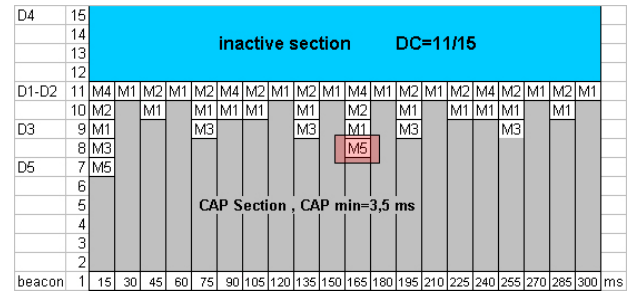 D4 15
14
inactive section DC=11/15
13
12
D1-D2 11 M4 M1 M2 M1 M2 M4 M2 M1 M2 M1 M4 M1 M2 M1 M2 M4 M2 M1 M2 M1
10 M2 M1 M1 M1 M1 M1 M2 M1 M1 M1 M1 M1
D3 9 M1 M3 M3 M1 M3 M3
8 M3 M5
D5 7 M5
6
5 CAP Section , CAP min=3,5 ms
4
3
2
beacon 1 15 30 45 60 75 90 105 120 135 150 165 180 195 210 225 240 255 270 285 300 ms